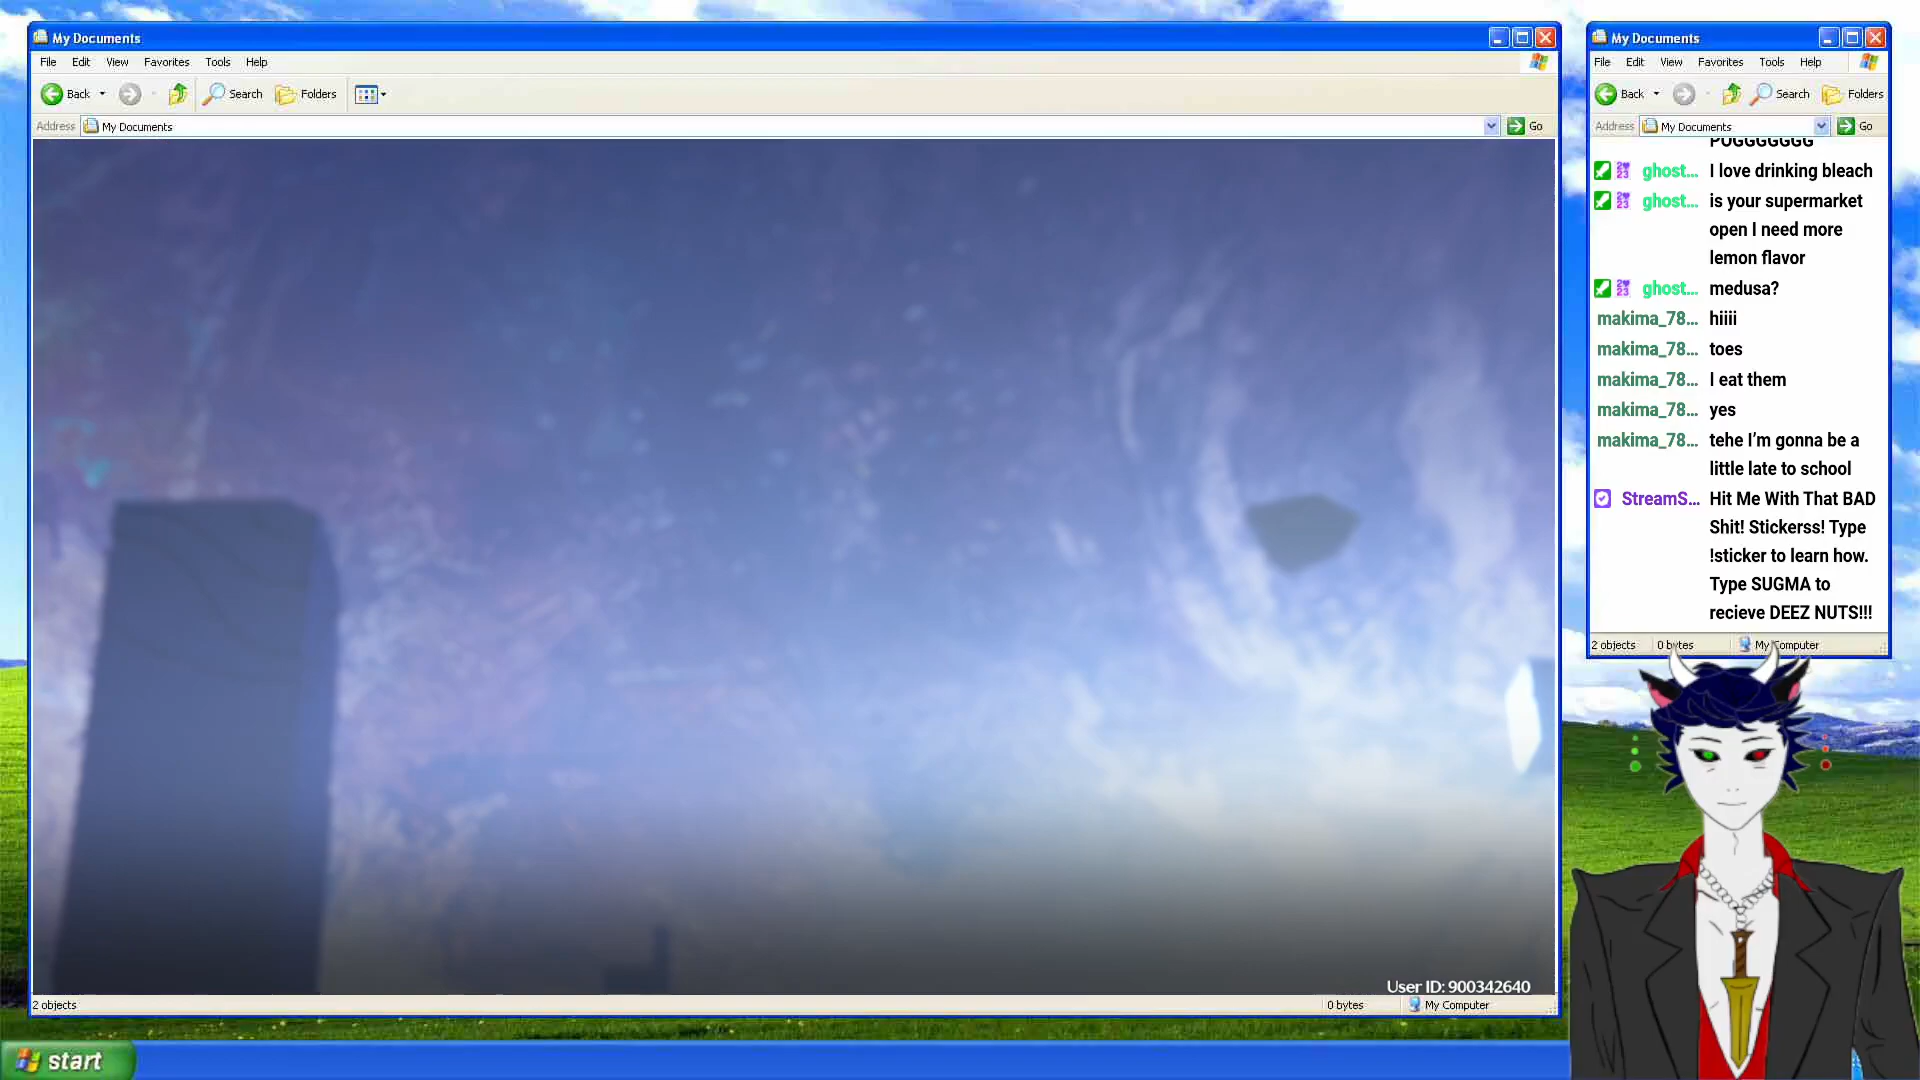 My Documents
File Edit View Favorites Tools Help
Back Search Folders
Address My Documents Go
User ID: 900342640
2 objects 0 bytes My Computer
My Documents
File Edit View Favorites Tools Help
Back Search Folders
Address My Documents Go
POGGGGGGG
ghost... I love drinking bleach
ghost... is your supermarket
open I need more
lemon flavor
ghost... medusa?
makima_78... hiiii
makima_78... toes
makima_78... I eat them
makima_78... yes
makima_78... tehe I'm gonna be a
little late to school
StreamS... Hit Me With That BAD
Shit! Stickerss! Type
!sticker to learn how.
Type SUGMA to
recieve DEEZ NUTS!!!
2 objects 0 bytes My Computer
start